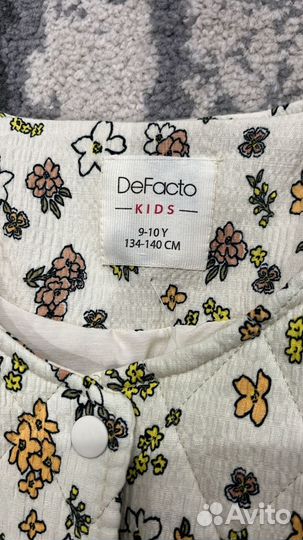 DeFacto
KIDS
9-10 Y
134-140 CM
Avito